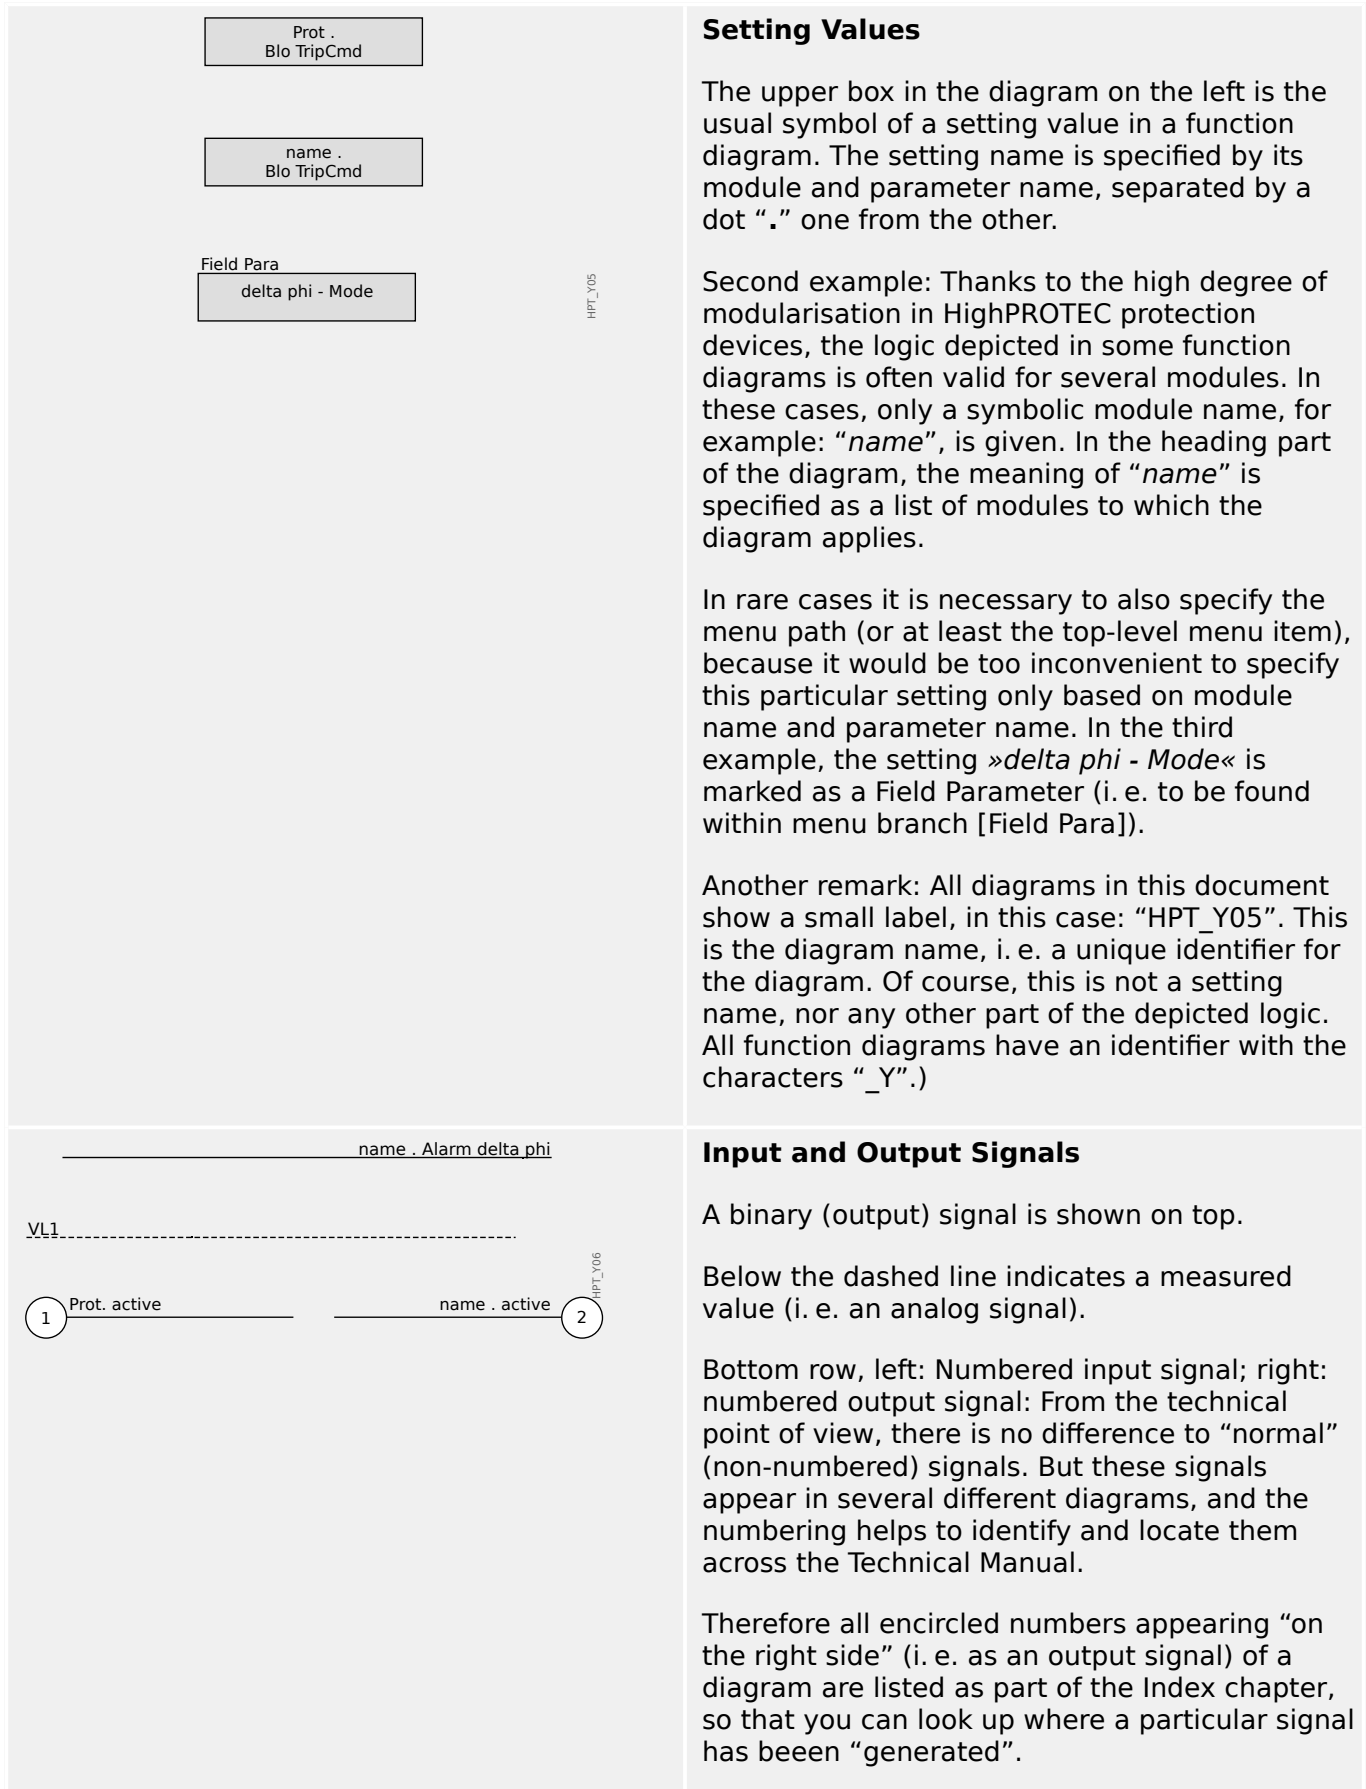 Prot .
Blo TripCmd
name .
Blo TripCmd
Field Para
delta phi - Mode
HPT_Y05
Setting Values
The upper box in the diagram on the left is the
usual symbol of a setting value in a function
diagram. The setting name is specified by its
module and parameter name, separated by a
dot “.” one from the other.
Second example: Thanks to the high degree of
modularisation in HighPROTEC protection
devices, the logic depicted in some function
diagrams is often valid for several modules. In
these cases, only a symbolic module name, for
example: “name”, is given. In the heading part
of the diagram, the meaning of “name” is
specified as a list of modules to which the
diagram applies.
In rare cases it is necessary to also specify the
menu path (or at least the top-level menu item),
because it would be too inconvenient to specify
this particular setting only based on module
name and parameter name. In the third
example, the setting »delta phi - Mode« is
marked as a Field Parameter (i. e. to be found
within menu branch [Field Para]).
Another remark: All diagrams in this document
show a small label, in this case: “HPT_Y05”. This
is the diagram name, i. e. a unique identifier for
the diagram. Of course, this is not a setting
name, nor any other part of the depicted logic.
All function diagrams have an identifier with the
characters “_Y”.)
name . Alarm delta phi
VL1
HPT_Y06
1 Prot. active
name . active 2
Input and Output Signals
A binary (output) signal is shown on top.
Below the dashed line indicates a measured
value (i. e. an analog signal).
Bottom row, left: Numbered input signal; right:
numbered output signal: From the technical
point of view, there is no difference to “normal”
(non-numbered) signals. But these signals
appear in several different diagrams, and the
numbering helps to identify and locate them
across the Technical Manual.
Therefore all encircled numbers appearing “on
the right side” (i. e. as an output signal) of a
diagram are listed as part of the Index chapter,
so that you can look up where a particular signal
has beeen “generated”.